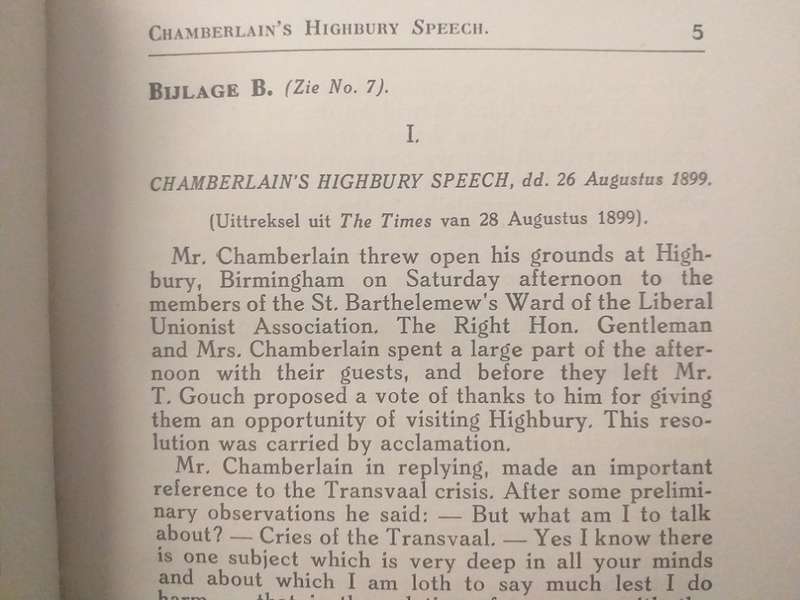 Chamberlain's Highbury Speech. 5
Bijlage B. (Zie No. 7).
I.
CHAMBERLAIN'S HIGHBURY SPEECH, dd. 26 Augustus 1899.
(Uittreksel uit The Times van 28 Augustus 1899).
Mr. Chamberlain threw open his grounds at High-
bury, Birmingham on Saturday afternoon to the
members of the St. Barthelemew's Ward of the Liberal
Unionist Association. The Right Hon. Gentleman
and Mrs. Chamberlain spent a large part of the after-
noon with their guests, and before they left Mr.
T. Gouch proposed a vote of thanks to him for giving
them an opportunity of visiting Highbury. This reso-
lution was carried by acclamation.
Mr. Chamberlain in replying, made an important
reference to the Transvaal crisis. After some prelimi-
nary observations he said: — But what am I to talk
about? — Cries of the Transvaal. — Yes I know there
is one subject which is very deep in all your minds
and about which I am loth to say much lest I do